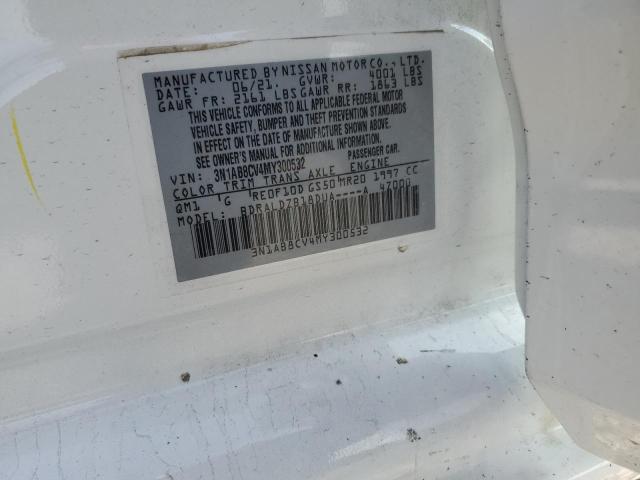 MANUFACTURED BY NISSAN MOTOR CO., LTD.
DATE: 06/21 GVWR: 4001 LBS
GAWR FR: 2161 LBS GAWR RR: 1863 LBS
THIS VEHICLE CONFORMS TO ALL APPLICABLE FEDERAL MOTOR
VEHICLE SAFETY, BUMPER AND THEFT PREVENTION STANDARDS
IN EFFECT ON THE DATE OF MANUFACTURE SHOWN ABOVE.
SEE OWNER'S MANUAL FOR ADDITIONAL INFORMATION.
VIN: 3N1AB8CV4MY300532 PASSENGER CAR.
COLOR TRIM TRANS AXLE ENGINE
QM1 G RE0F10D GS50 MR20 1997 CC
MODEL: BDRALDZB18DUA----A 47000
3N1AB8CV4MY300532